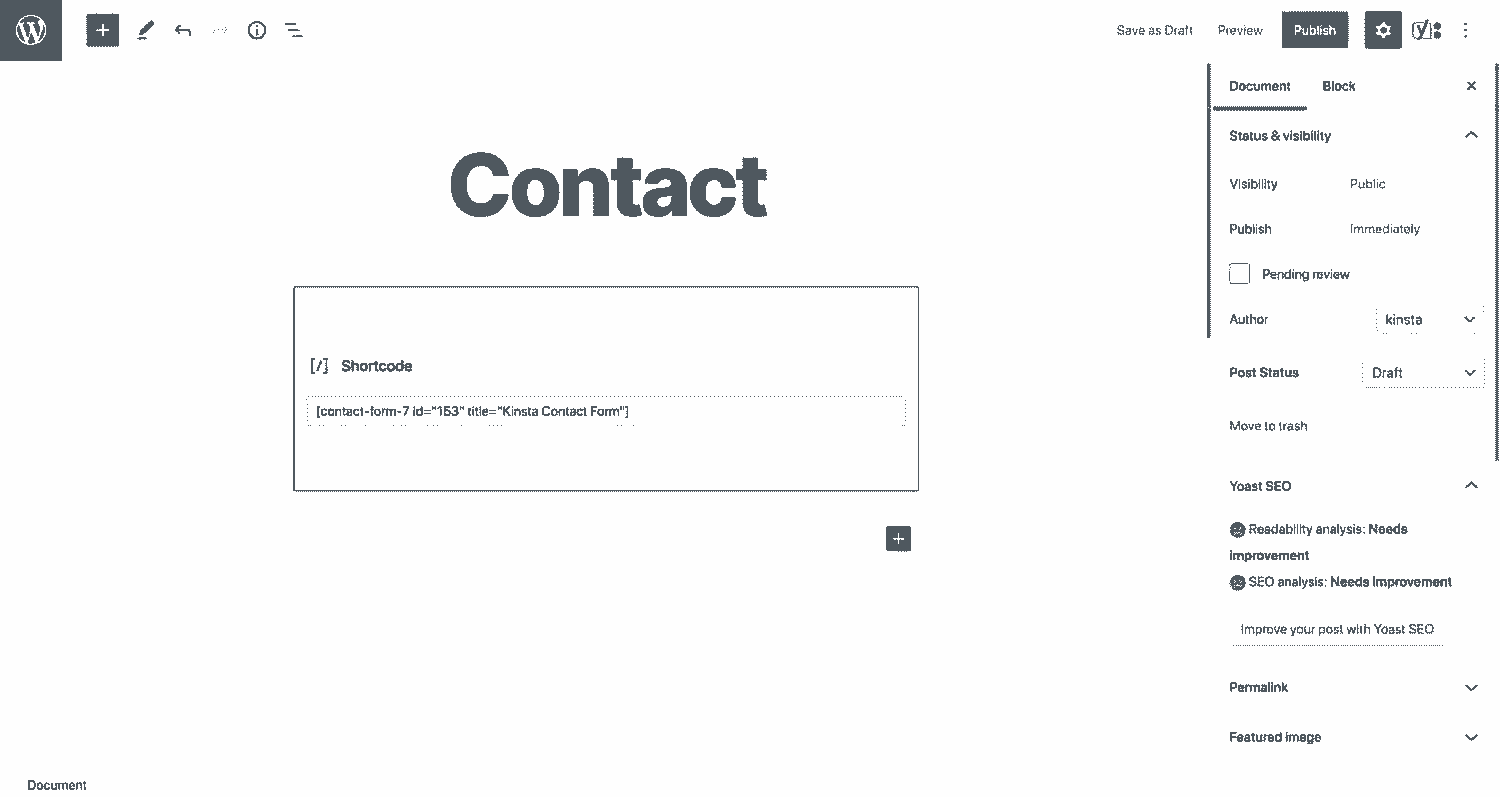 Save as Draft Preview Publish
Document Block
Contact
Status & visibility
Visibility Public
Publish Immediately
Pending review
Author kinsta
[/] Shortcode
Post Status Draft
[contact-form-7 id="153" title="Kinsta Contact Form"]
Move to trash
Yoast SEO
Readability analysis: Needs
improvement
SEO analysis: Needs Improvement
Improve your post with Yoast SEO
Permalink
Featured image
Document